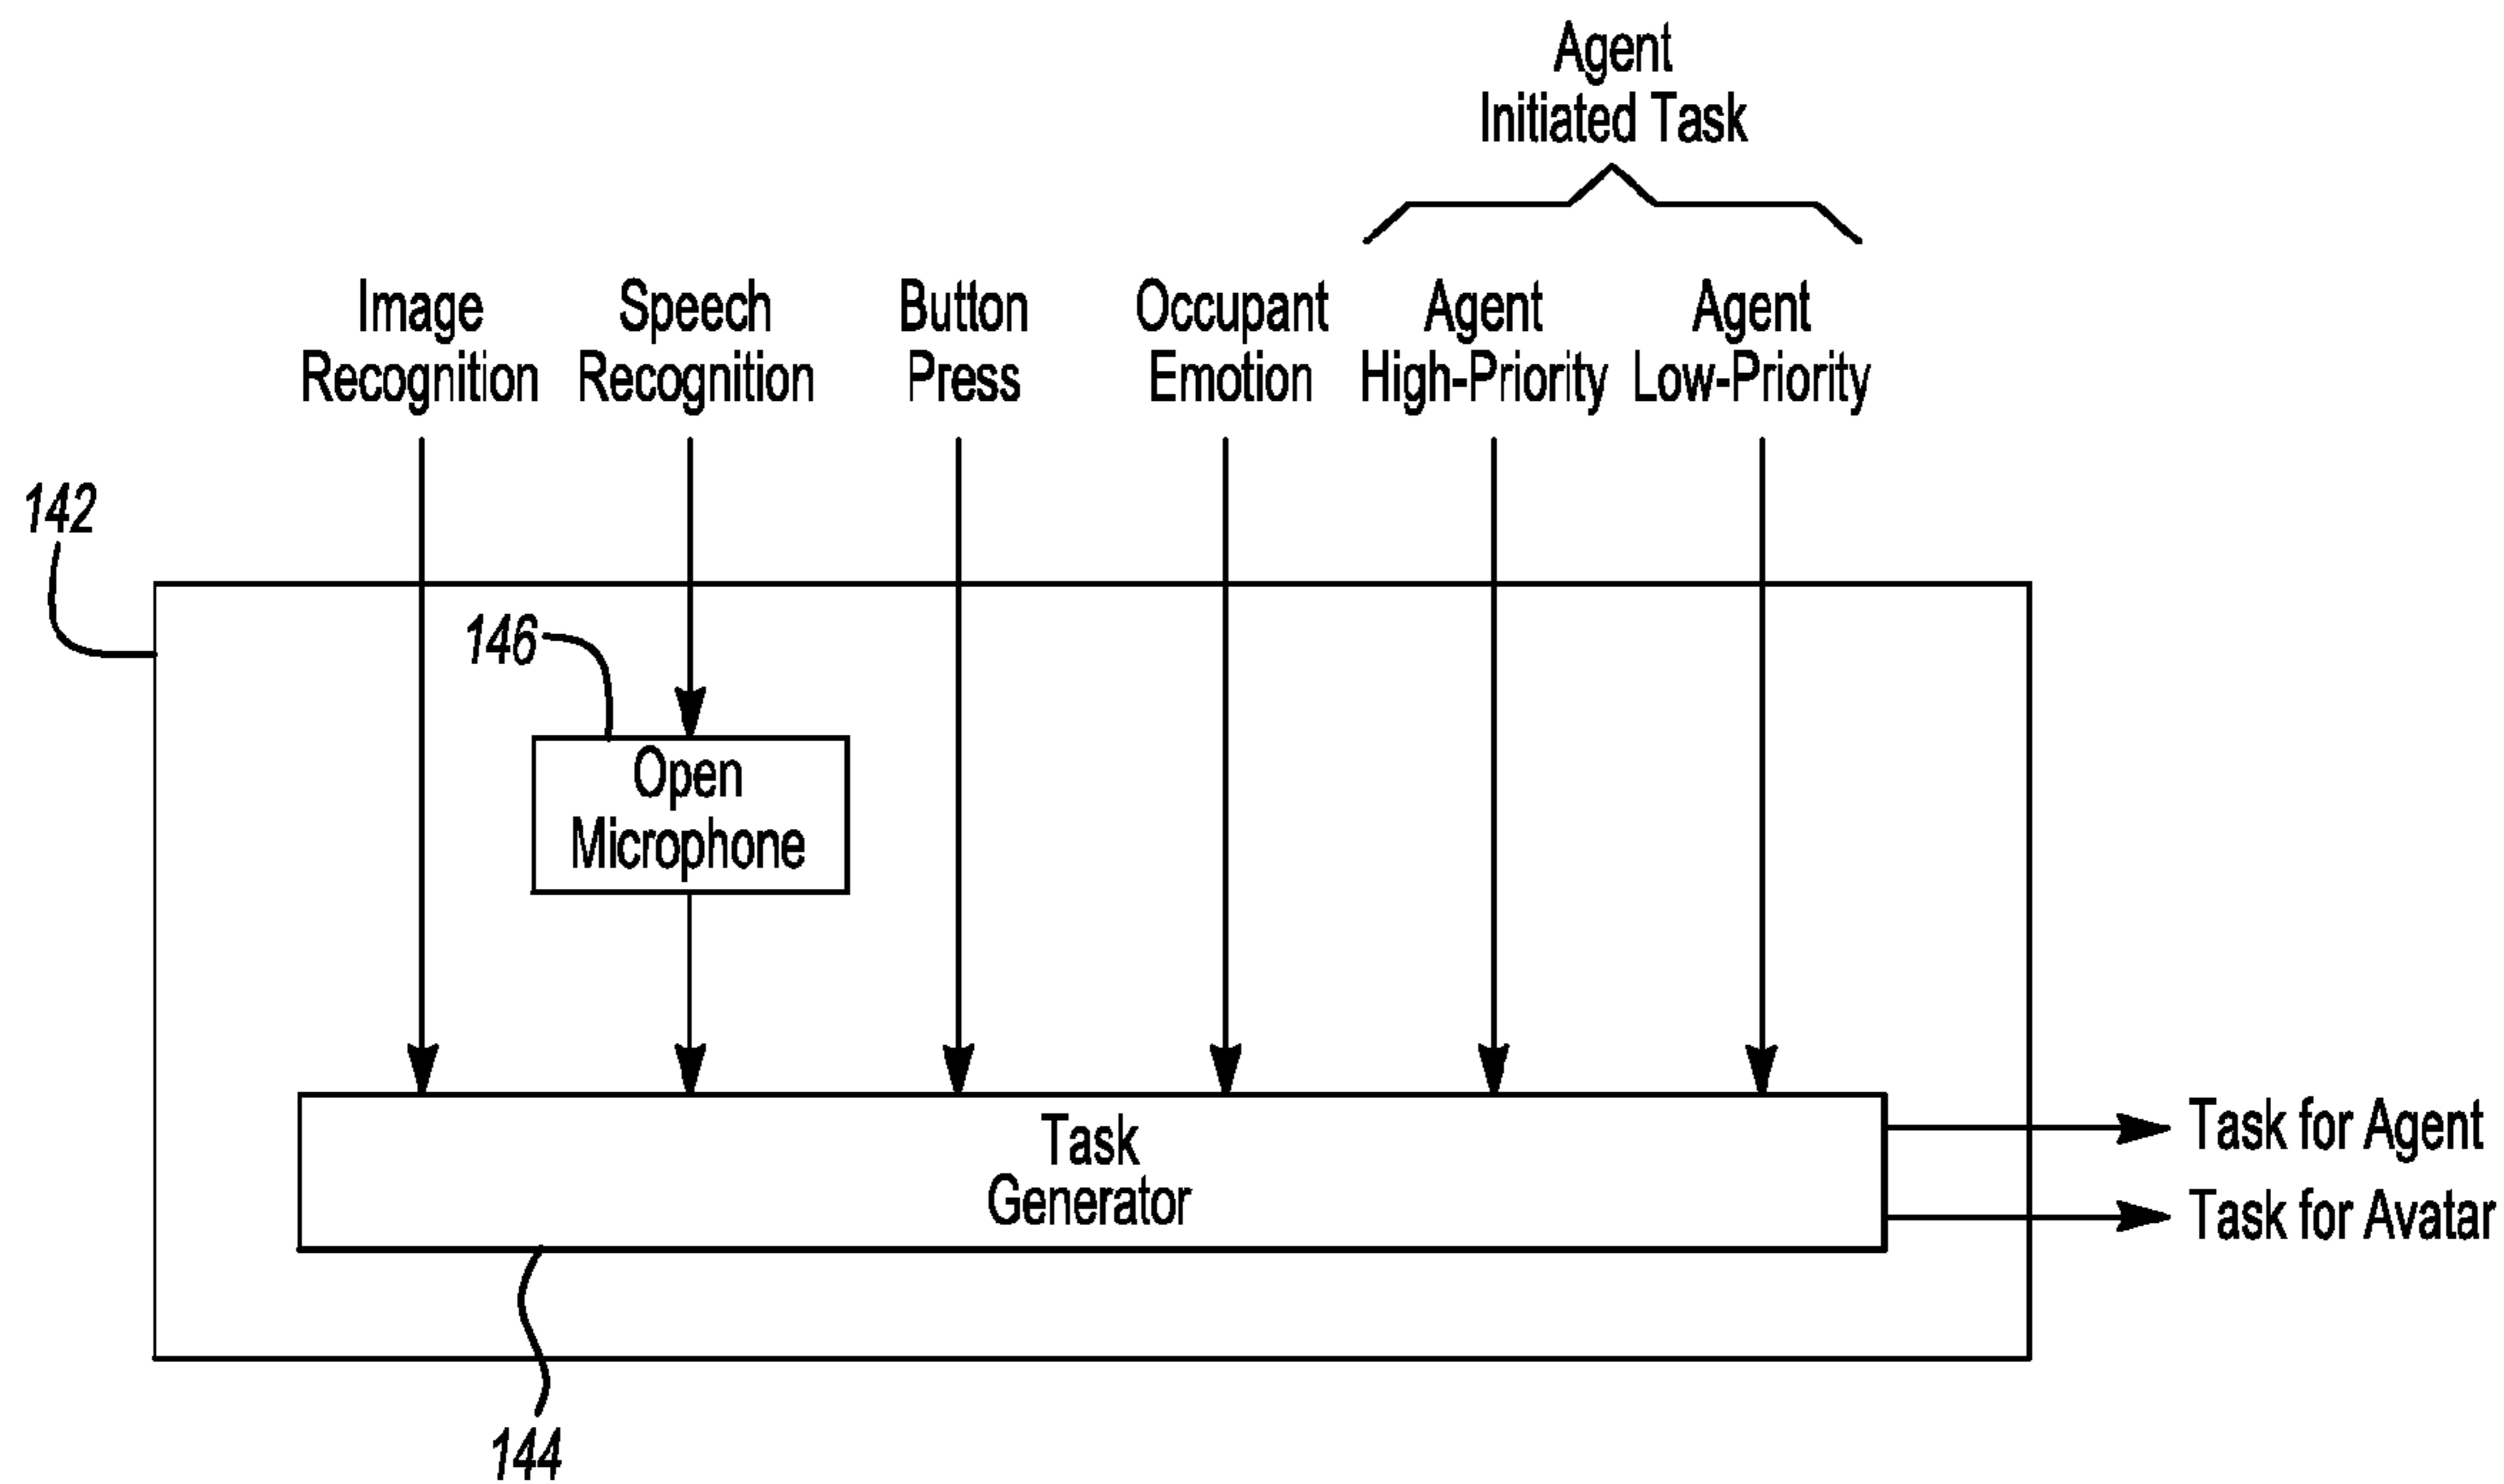 Agent
Initiated Task
Image
Recognition
Speech
Recognition
Button
Press
Occupant
Emotion
Agent
High-Priority
Agent
Low-Priority
142
146
Open
Microphone
Task
Generator
Task for Agent
Task for Avatar
144